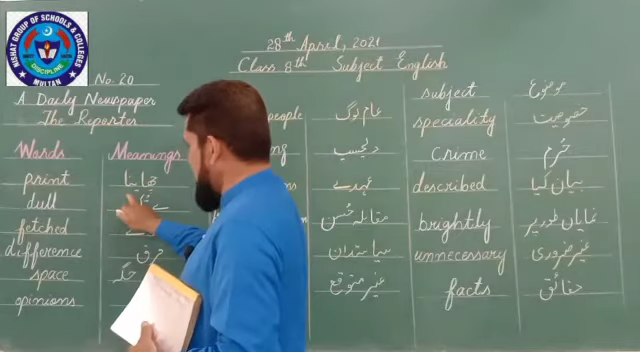 NISHAT GROUP OF SCHOOLS & COLLEGES
DISCIPLINE
MULTAN
28th April, 2021
Class 8th Subject English
No. 20
A Daily Newspaper
The Reporter
Words Meanings
print چھاپنا
dull
fetched
difference فرق
space جگہ
opinions
people عام لوگ
دلچسپ
عہدے
مقابلہ حسن
سیاستدان
غیر متوقع
subject موضوع
speciality خصوصیت
crime جرم
described بیان کیا
brightly نمایاں طور پر
unnecessary غیر ضروری
facts حقائق